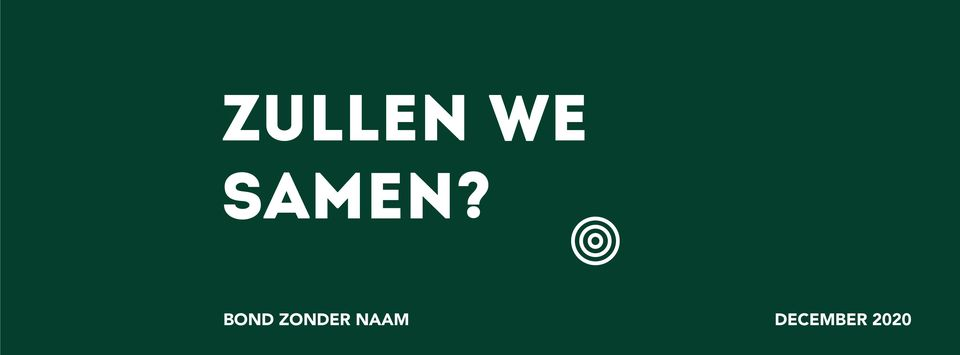 ZULLEN WE
SAMEN?
BOND ZONDER NAAM
DECEMBER 2020